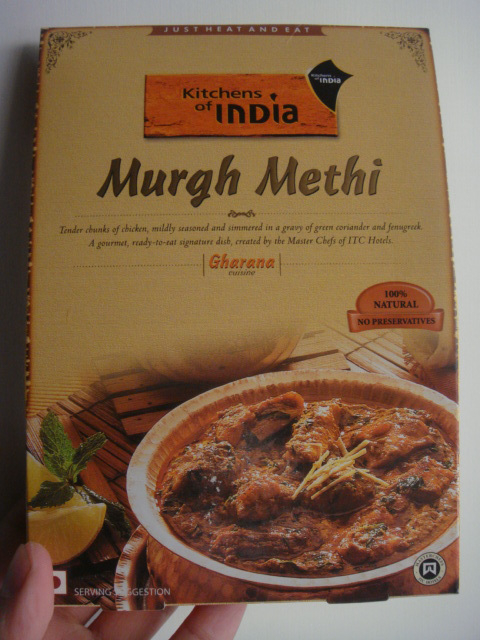 JUST HEAT AND EAT
Kitchens
of INDIA
Kitchens
of INDIA
Murgh Methi
Tender chunks of chicken, mildly seasoned and simmered in a gravy of green coriander and fenugreek.
A gourmet, ready-to-eat signature dish, created by the Master Chefs of ITC Hotels.
Gharana
cuisine
100%
NATURAL
NO PRESERVATIVES
SERVING SUGGESTION